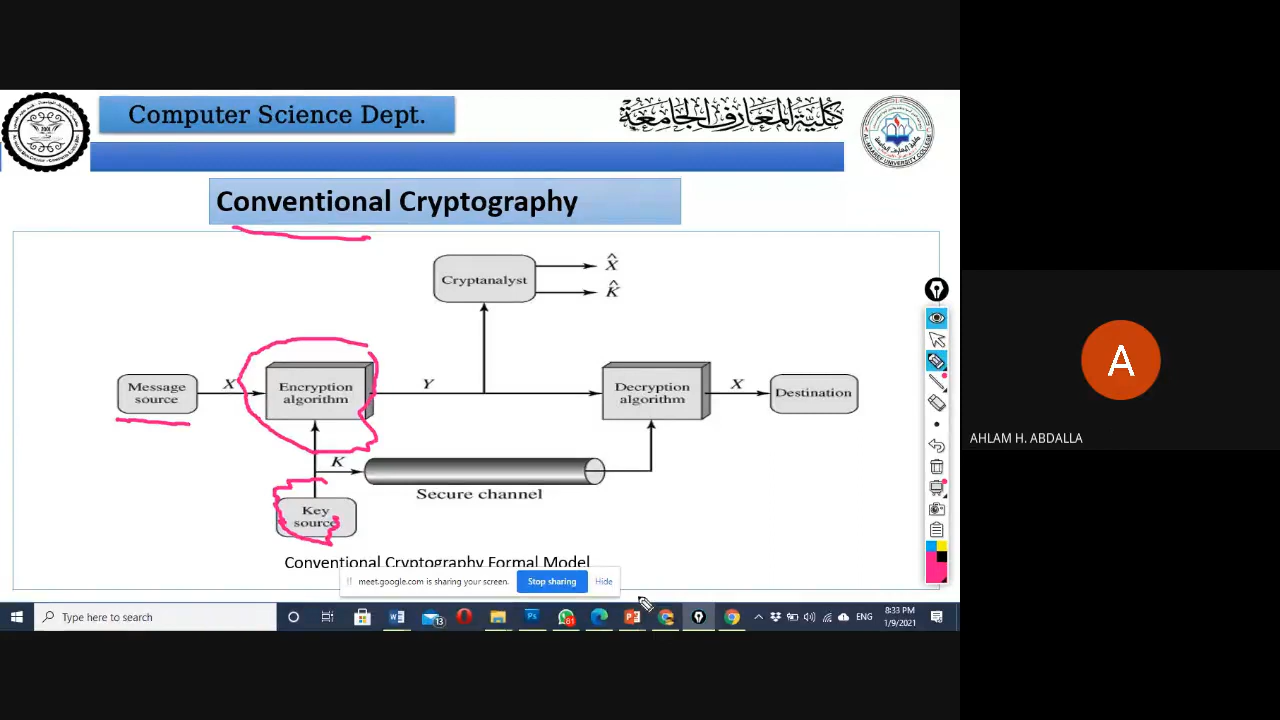 Computer Science Dept.
كلية المعارف الجامعة
Conventional Cryptography
Cryptanalyst
X̂
K̂
Message
source
X
Encryption
algorithm
Y
Decryption
algorithm
X
Destination
K
Secure channel
Key
source
Conventional Cryptography Formal Model
meet.google.com is sharing your screen.
Stop sharing
Hide
A
AHLAM H. ABDALLA
Type here to search
13
81
ENG
8:33 PM
1/9/2021